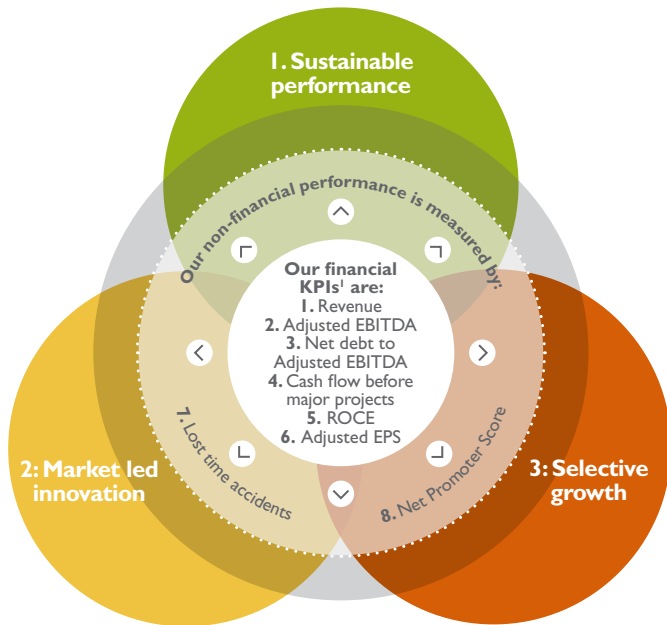 1. Sustainable
performance
Our non-financial performance is measured by:
Our financial
KPIs¹ are:
1. Revenue
2. Adjusted EBITDA
3. Net debt to
Adjusted EBITDA
4. Cash flow before
major projects
5. ROCE
6. Adjusted EPS
7. Lost time accidents
8. Net Promoter Score
2: Market led
innovation
3: Selective
growth